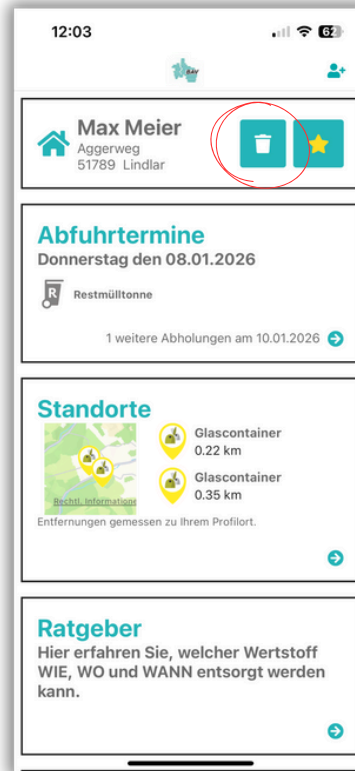 12:03
62
BAV
Max Meier
Aggerweg
51789 Lindlar
Abfuhrtermine
Donnerstag den 08.01.2026
R
Restmülltonne
1 weitere Abholungen am 10.01.2026
Standorte
Glascontainer
0.22 km
Glascontainer
0.35 km
Rechtl. Informatione
Entfernungen gemessen zu Ihrem Profilort.
Ratgeber
Hier erfahren Sie, welcher Wertstoff
WIE, WO und WANN entsorgt werden
kann.